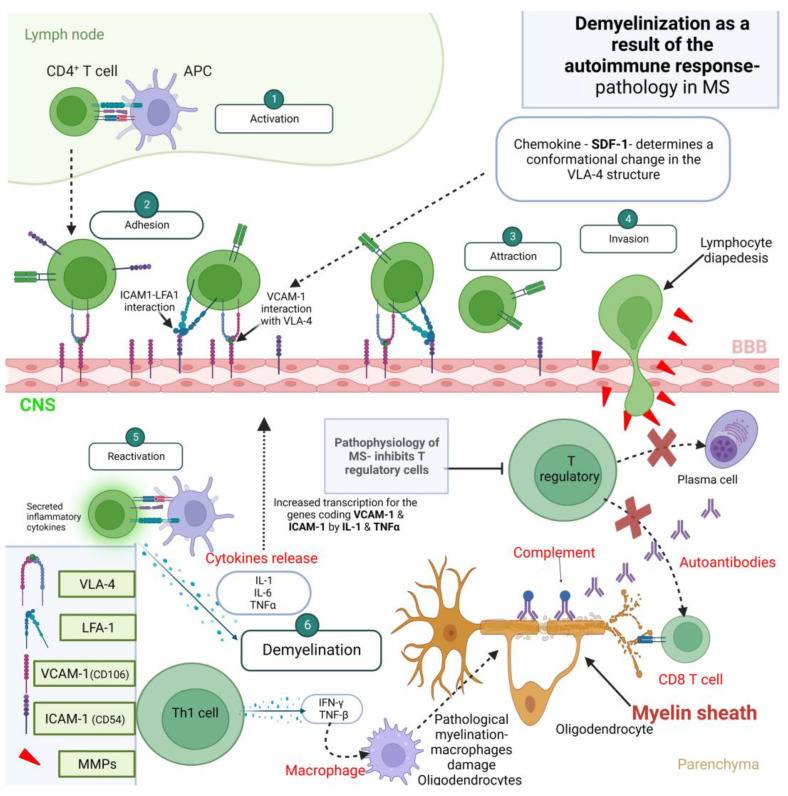 Lymph node
Demyelinization as a
result of the
autoimmune response-
pathology in MS
CD4+ T cell
APC
1
Activation
Chemokine - SDF-1- determines a
conformational change in the
VLA-4 structure
2
Adhesion
3
Attraction
4
Invasion
Lymphocyte
diapedesis
ICAM1-LFA1
interaction
VCAM-1
interaction
with VLA-4
BBB
CNS
5
Reactivation
Pathophysiology of
MS- inhibits T
regulatory cells
T
regulatory
Plasma cell
Secreted
inflammatory
cytokines
Increased transcription for the
genes coding VCAM-1 &
ICAM-1 by IL-1 & TNFα
Cytokines release
IL-1
IL-6
TNFα
Complement
Autoantibodies
VLA-4
LFA-1
VCAM-1(CD106)
ICAM-1 (CD54)
MMPs
6
Demyelination
CD8 T cell
Th1 cell
IFN-γ
TNF-β
Macrophage
Pathological
myelination-
macrophages
damage
Oligodendrocytes
Oligodendrocyte
Myelin sheath
Parenchyma